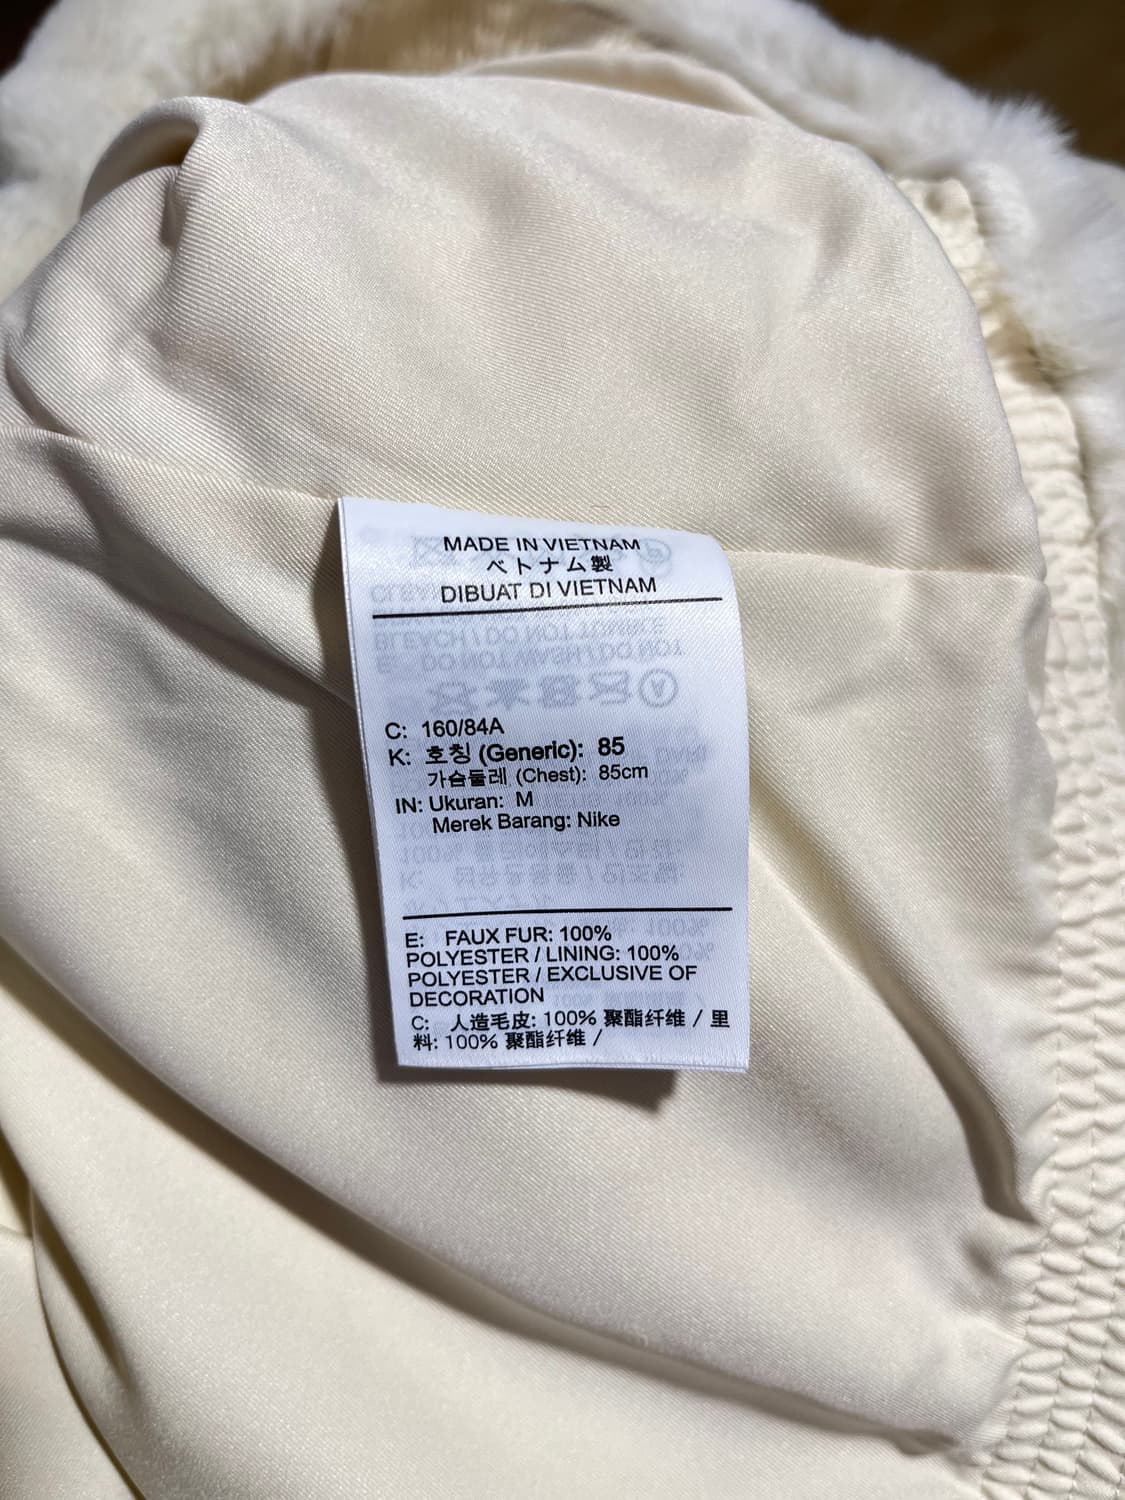 MADE IN VIETNAM
ベトナム製
DIBUAT DI VIETNAM
C: 160/84A
K: 호칭 (Generic): 85
가슴둘레 (Chest): 85cm
IN: Ukuran: M
Merek Barang: Nike
E: FAUX FUR: 100%
POLYESTER / LINING: 100%
POLYESTER / EXCLUSIVE OF
DECORATION
C: 人造毛皮: 100% 聚酯纤维 / 里
料: 100% 聚酯纤维 /